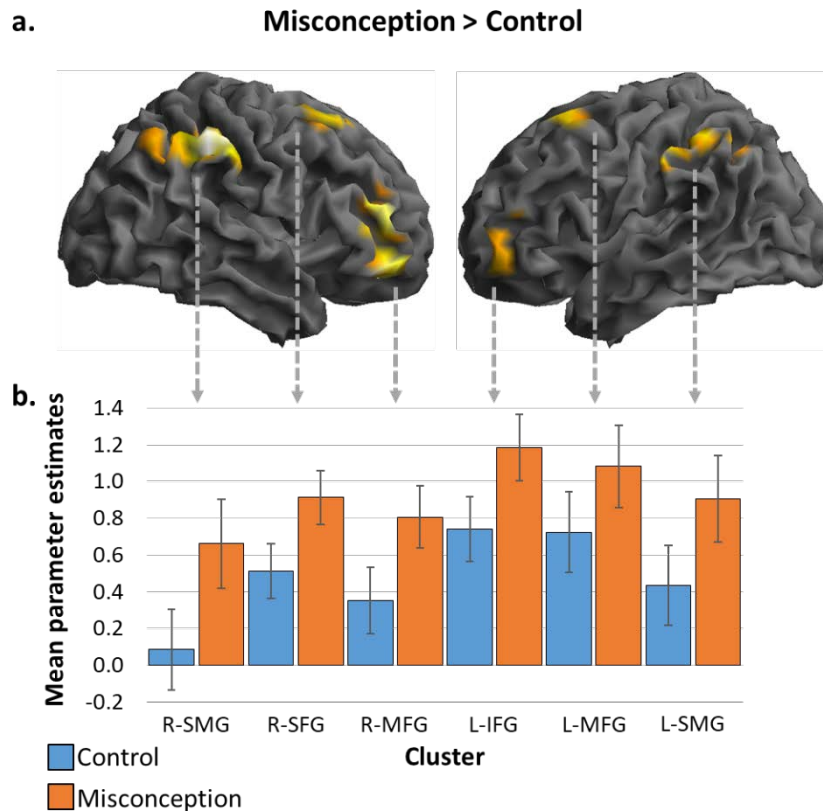 a. Misconception > Control
b.
Mean parameter estimates
1.4
1.2
1.0
0.8
0.6
0.4
0.2
0.0
-0.2
R-SMG R-SFG R-MFG L-IFG L-MFG L-SMG
Cluster
Control
Misconception